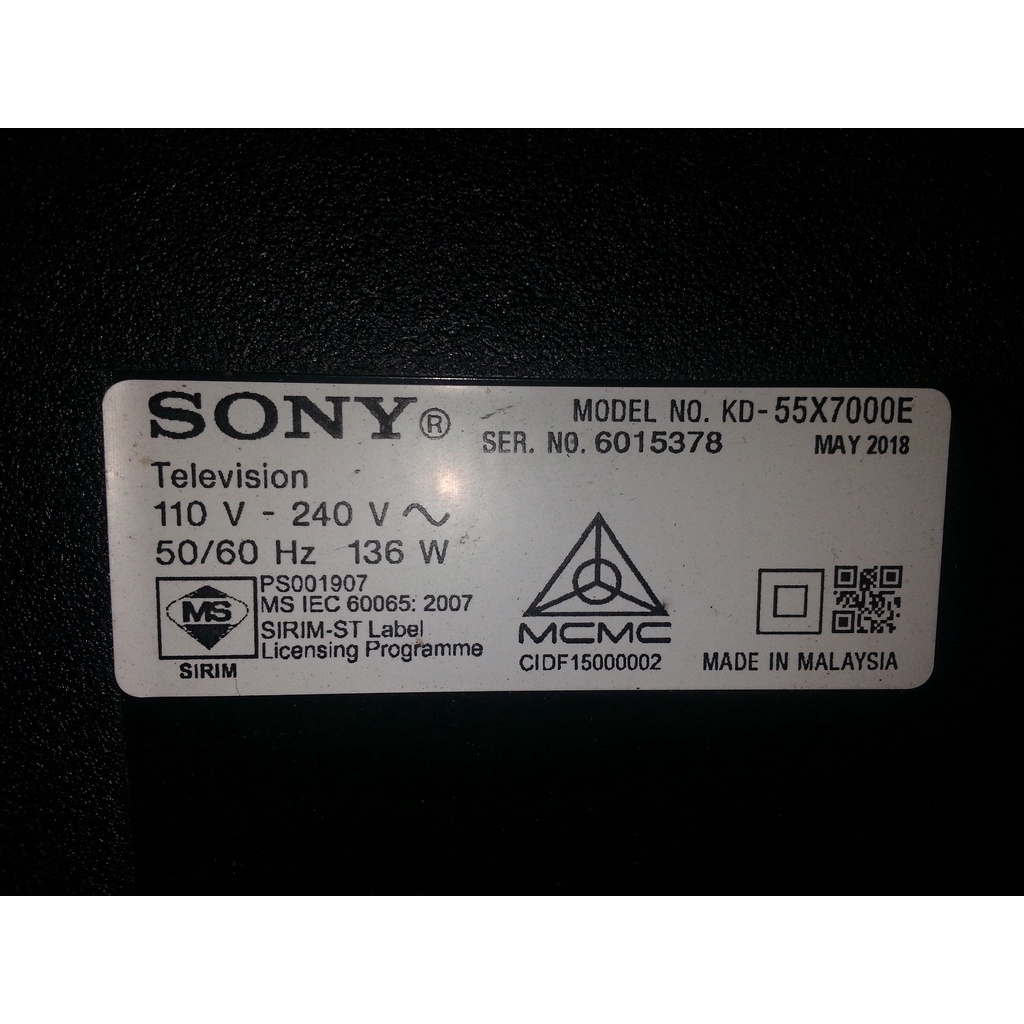 SONY®
MODEL NO. KD-55X7000E
SER. NO. 6015378 MAY 2018
Television
110 V - 240 V ~
50/60 Hz 136 W
MS
SIRIM
PS001907
MS IEC 60065: 2007
SIRIM-ST Label
Licensing Programme
MCMC
CIDF15000002
MADE IN MALAYSIA